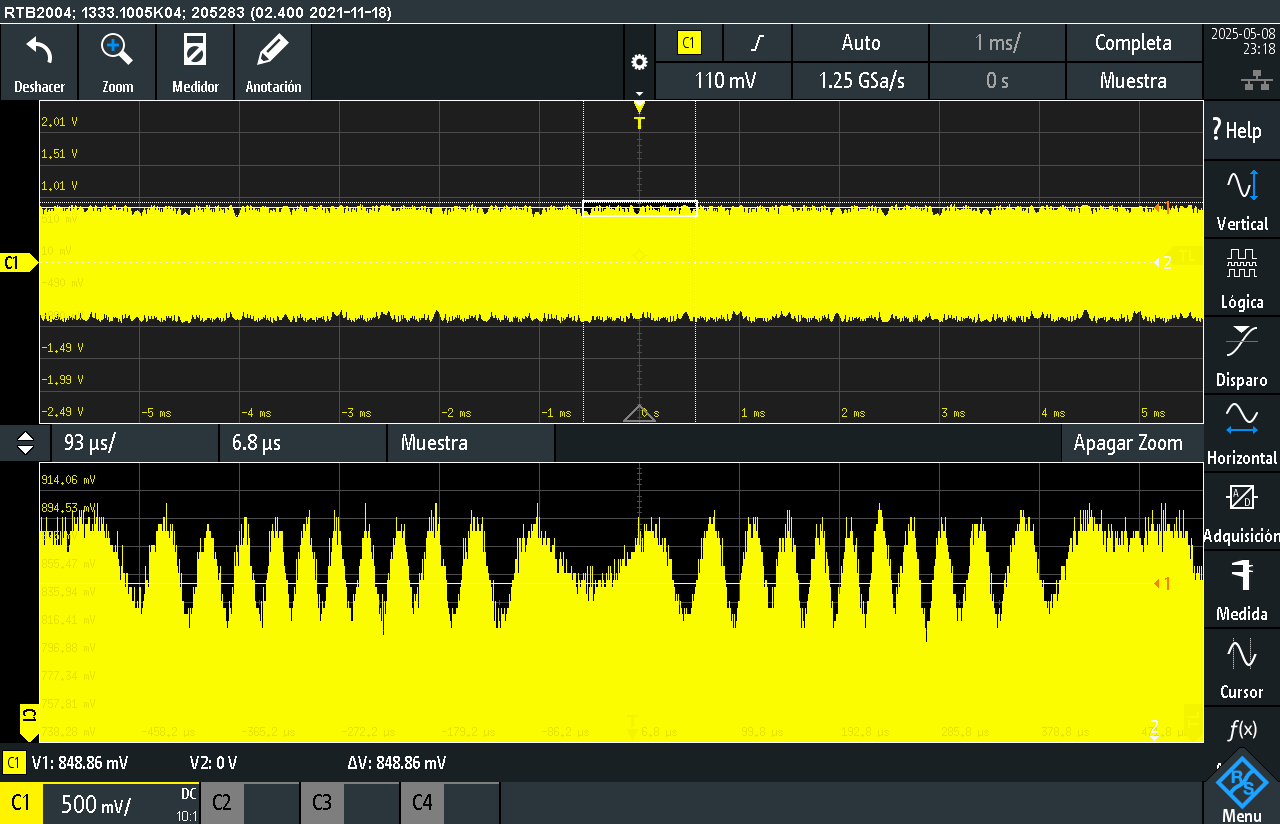 RTB2004; 1333.1005K04; 205283 (02.400 2021-11-18)
Deshacer
Zoom
Medidor
Anotación
C1
Auto
1 ms/
Completa
2025-05-08
23:18
110 mV
1.25 GSa/s
0 s
Muestra
T
2.01 V
1.51 V
1.01 V
510 mV
10 mV
-490 mV
-1.49 V
-1.99 V
-2.49 V
C1
1
2
TL
-5 ms
-4 ms
-3 ms
-2 ms
-1 ms
0 s
1 ms
2 ms
3 ms
4 ms
5 ms
? Help
Vertical
Lógica
Disparo
Horizontal
Adquisición
Medida
Cursor
f(x)
Menu
93 µs/
6.8 µs
Muestra
Apagar Zoom
914.06 mV
894.53 mV
855.47 mV
835.94 mV
816.41 mV
796.88 mV
777.34 mV
757.81 mV
738.28 mV
1
2
C1
T
-458.2 µs
-365.2 µs
-272.2 µs
-179.2 µs
-86.2 µs
6.8 µs
99.8 µs
192.8 µs
285.8 µs
378.8 µs
C1
V1: 848.86 mV
V2: 0 V
ΔV: 848.86 mV
C1
500 mV/
DC
10:1
C2
C3
C4
R&S